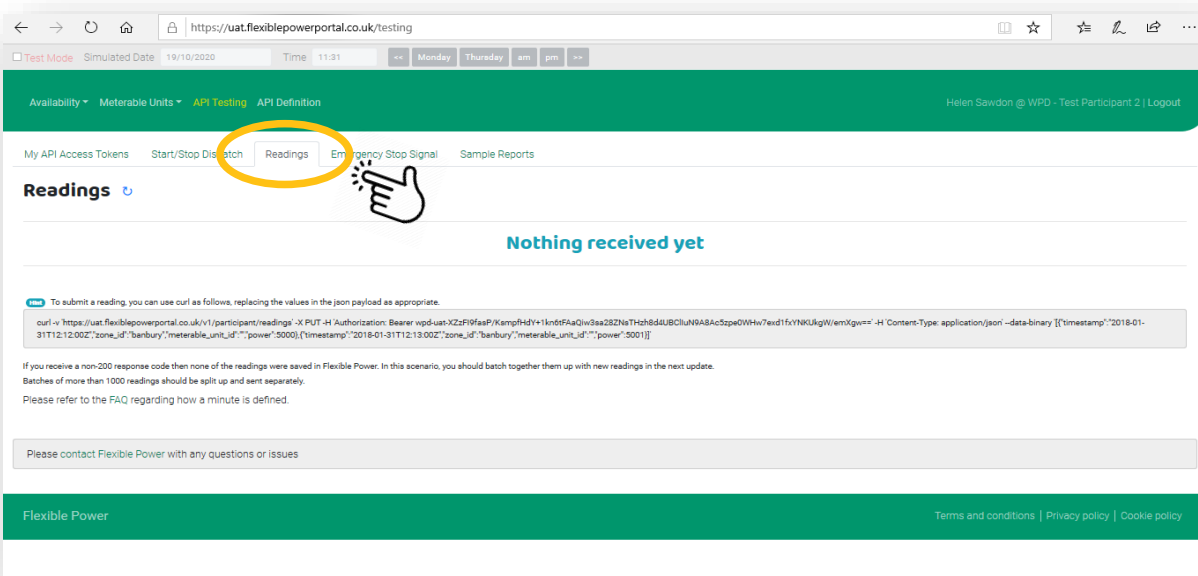 https://uat.flexiblepowerportal.co.uk/testing
Test Mode Simulated Date 19/10/2020 Time 11:31 << Monday Thursday am pm >>
Availability Meterable Units API Testing API Definition Helen Sawdon @ WPD - Test Participant 2 | Logout
My API Access Tokens Start/Stop Dispatch Readings Emergency Stop Signal Sample Reports
Readings
Nothing received yet
Hint To submit a reading, you can use curl as follows, replacing the values in the json payload as appropriate.
curl -v 'https://uat.flexiblepowerportal.co.uk/v1/participant/readings' -X PUT -H 'Authorization: Bearer -H 'Content-Type: application/json' --data-binary '[{"timestamp":"2018-01-
31T12:12:00Z","zone_id":"banbury","meterable_unit_id":"","power":5000},{"timestamp":"2018-01-31T12:13:00Z","zone_id":"banbury","meterable_unit_id":"","power":5001}]'
If you receive a non-200 response code then none of the readings were saved in Flexible Power. In this scenario, you should batch together them up with new readings in the next update.
Batches of more than 1000 readings should be split up and sent separately.
Please refer to the FAQ regarding how a minute is defined.
Please contact Flexible Power with any questions or issues
Flexible Power Terms and conditions | Privacy policy | Cookie policy